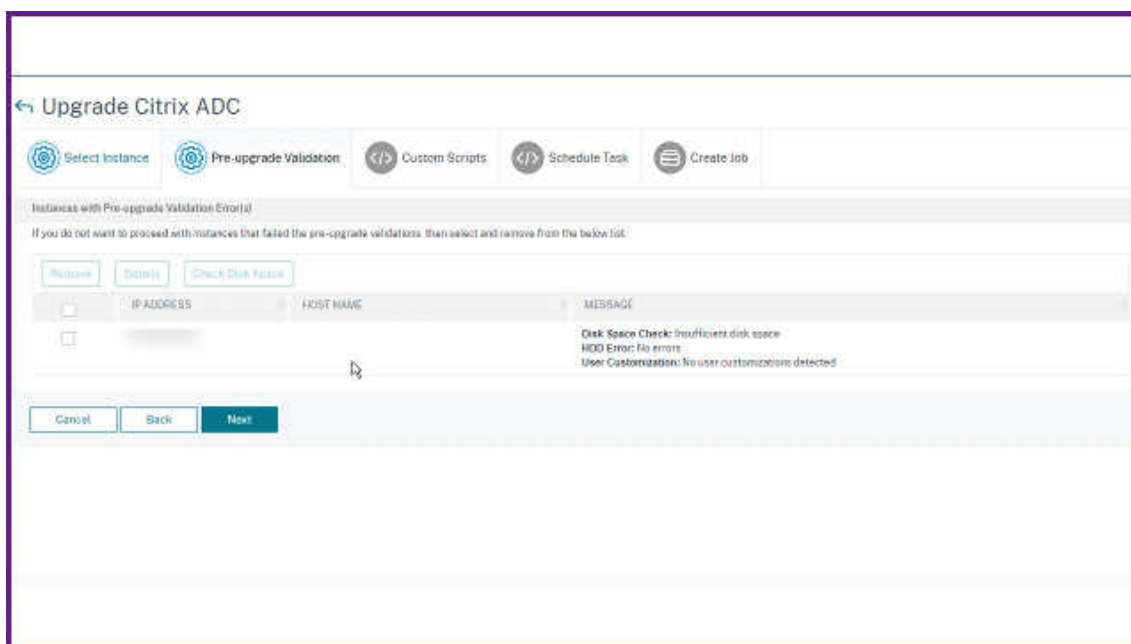 Upgrade Citrix ADC
Select Instance
Pre-upgrade Validation
Custom Scripts
Schedule Task
Create Job
Instances with Pre-upgrade Validation Error(s)
If you do not want to proceed with instances that failed the pre-upgrade validations, then select and remove from the below list.
Remove Details Check Disk Space
IP ADDRESS HOST NAME MESSAGE
Disk Space Check: Insufficient disk space
HDD Error: No errors
User Customization: No user customizations detected
Cancel Back Next